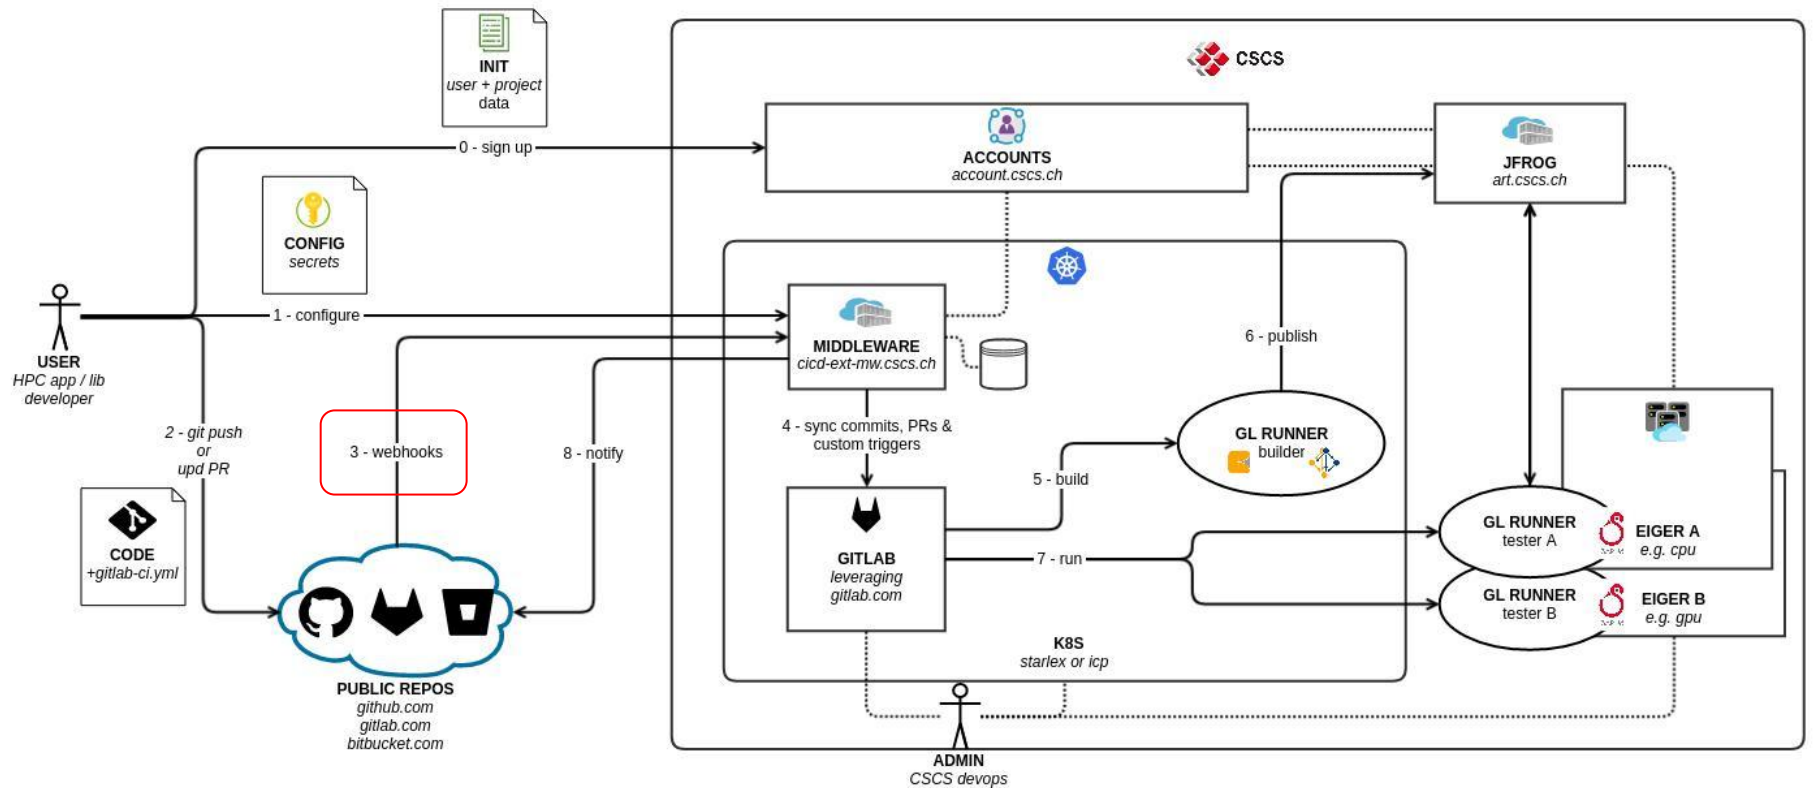 INIT
user + project
data
CSCS
0 - sign up
ACCOUNTS
account.cscs.ch
JFROG
art.cscs.ch
CONFIG
secrets
1 - configure
USER
HPC app / lib
developer
MIDDLEWARE
cicd-ext-mw.cscs.ch
6 - publish
2 - git push
or
upd PR
3 - webhooks
8 - notify
4 - sync commits, PRs &
custom triggers
GL RUNNER
builder
5 - build
CODE
+gitlab-ci.yml
GITLAB
leveraging
gitlab.com
7 - run
GL RUNNER
tester A
EIGER A
e.g. cpu
GL RUNNER
tester B
EIGER B
e.g. gpu
K8S
starlex or icp
PUBLIC REPOS
github.com
gitlab.com
bitbucket.com
ADMIN
CSCS devops